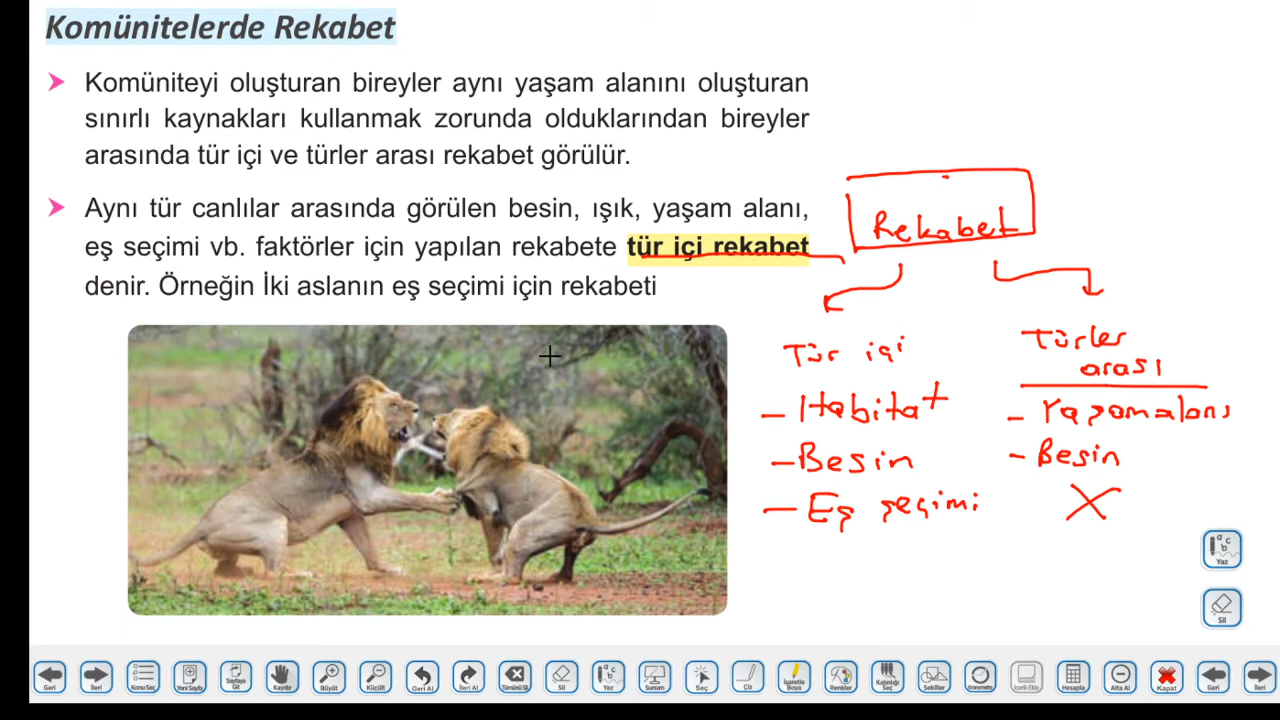 Komünitelerde Rekabet
Komüniteyi oluşturan bireyler aynı yaşam alanını oluşturan
sınırlı kaynakları kullanmak zorunda olduklarından bireyler
arasında tür içi ve türler arası rekabet görülür.
Aynı tür canlılar arasında görülen besin, ışık, yaşam alanı,
eş seçimi vb. faktörler için yapılan rekabete tür içi rekabet
denir. Örneğin İki aslanın eş seçimi için rekabeti
Rekabet
Tür içi
- Habitat
- Besin
- Eş seçimi
Türler
arası
- Yaşamalanı
- Besin
X
Yaz
Sil
Geri
İleri
Konu Seç
Yeni Sayfa
Sayfaya Git
Kaydır
Büyüt
Küçült
Geri Al
İleri Al
Tümünü Sil
Sil
Yaz
Sunum
Seç
Çiz
İşaretle Boya
Renkler
Kalınlığı Seç
Şekiller
Kronometre
İçerik Ekle
Hesapla
Alta Al
Kapat
Geri
İleri